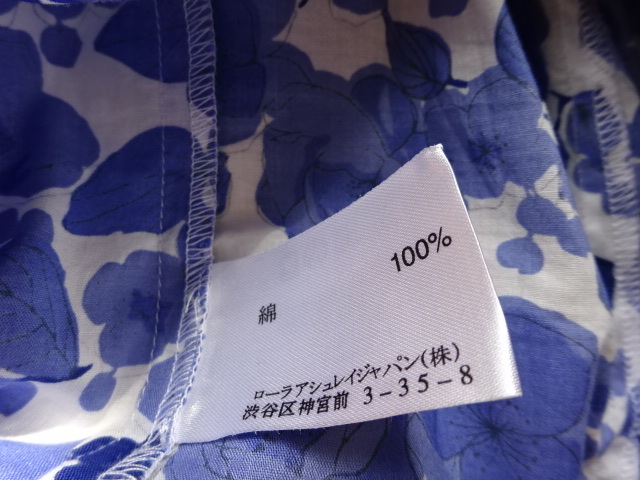 綿 100%
ローラアシュレイジャパン(株)
渋谷区神宮前 3-35-8